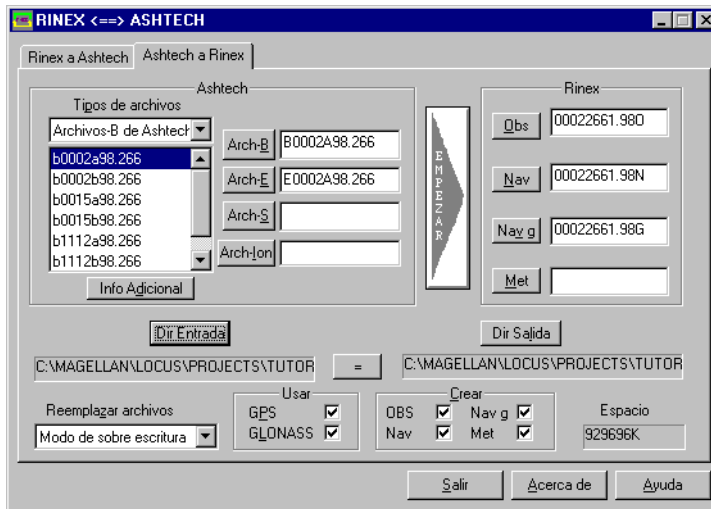 RINEX <==> ASHTECH
Rinex a Ashtech
Ashtech a Rinex
Ashtech
Tipos de archivos
Archivos-B de Ashtech
b0002a98.266
b0002b98.266
b0015a98.266
b0015b98.266
b1112a98.266
b1112b98.266
Info Adicional
Arch-B B0002A98.266
Arch-E E0002A98.266
Arch-S
Arch-Ion
EMPEZAR
Rinex
Obs 00022661.98O
Nav 00022661.98N
Nav g 00022661.98G
Met
Dir Entrada
Dir Salida
C:\MAGELLAN\LOCUS\PROJECTS\TUTOR
=
C:\MAGELLAN\LOCUS\PROJECTS\TUTOR
Reemplazar archivos
Modo de sobre escritura
Usar
GPS
GLONASS
Crear
OBS Nav g
Nav Met
Espacio
929696K
Salir
Acerca de
Ayuda